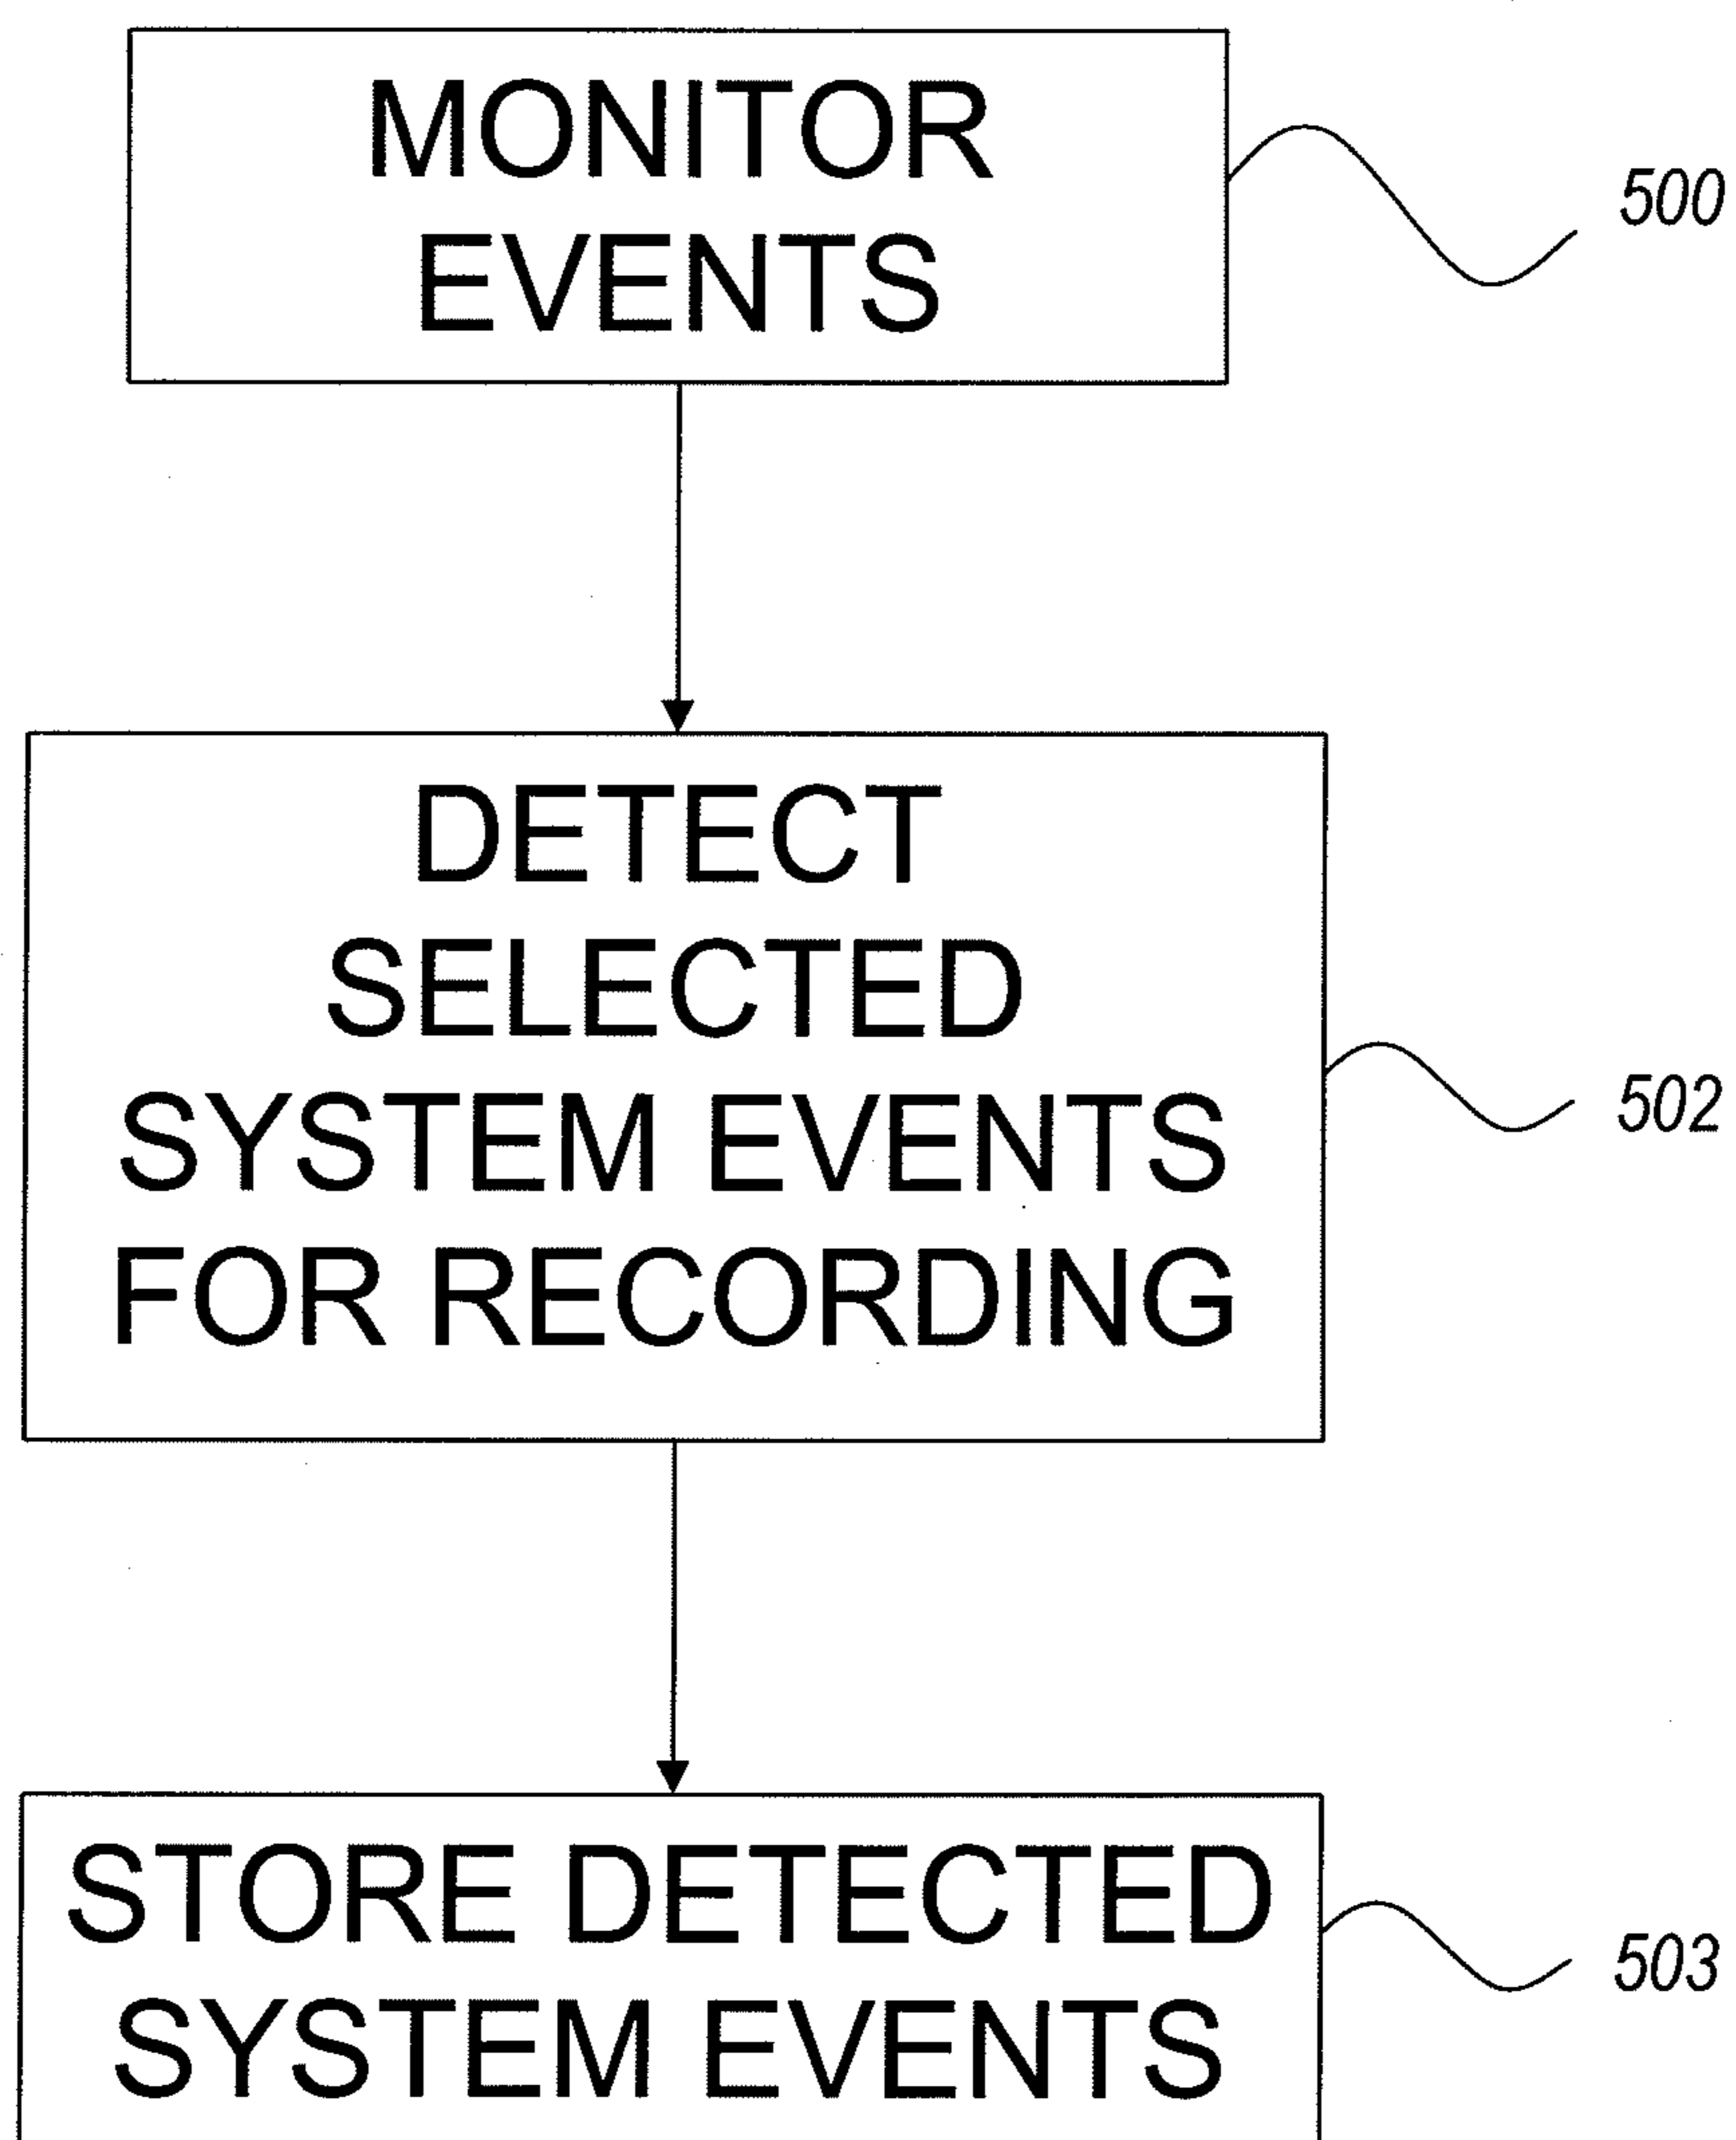 MONITOR
EVENTS
500
DETECT
SELECTED
SYSTEM EVENTS
FOR RECORDING
502
STORE DETECTED
SYSTEM EVENTS
503